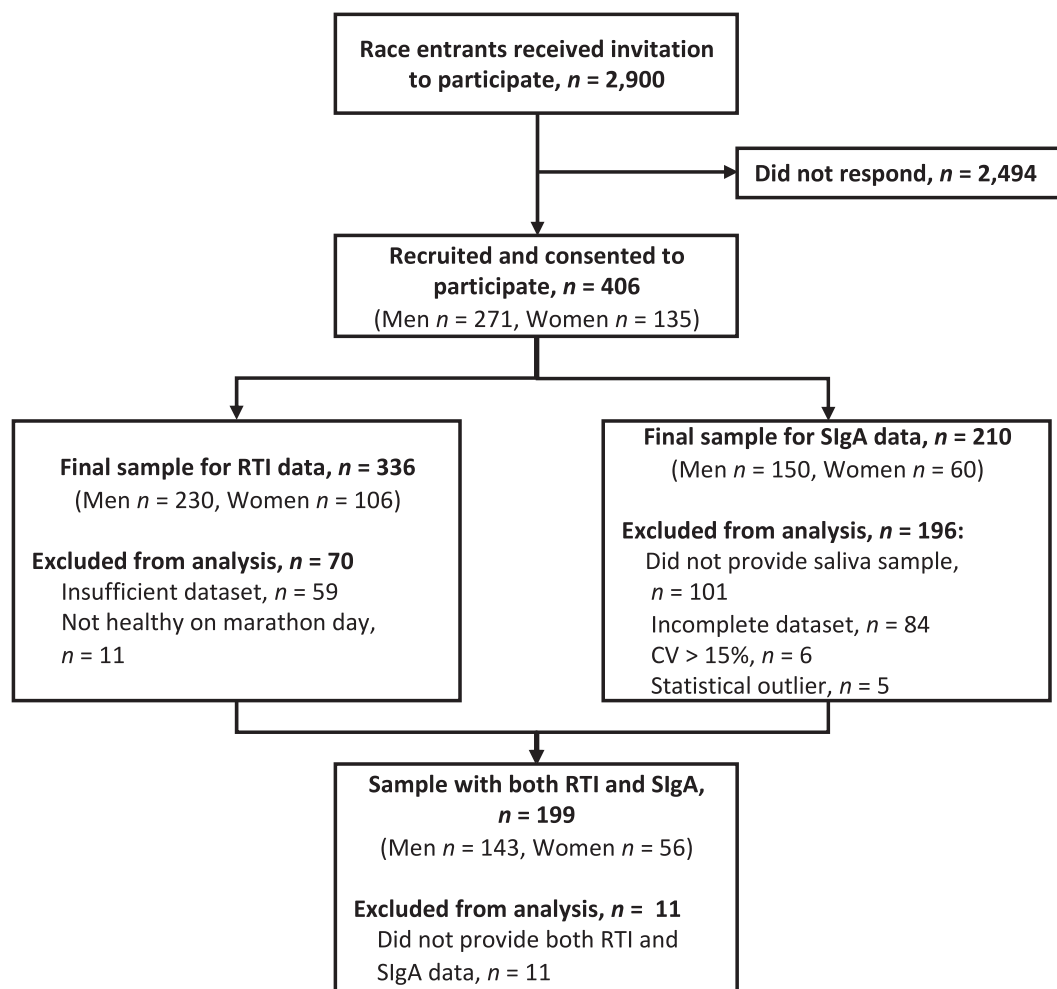 Race entrants received invitation
to participate, n = 2,900
Did not respond, n = 2,494
Recruited and consented to
participate, n = 406
(Men n = 271, Women n = 135)
Final sample for RTI data, n = 336
(Men n = 230, Women n = 106)
Excluded from analysis, n = 70
Insufficient dataset, n = 59
Not healthy on marathon day,
n = 11
Final sample for SIgA data, n = 210
(Men n = 150, Women n = 60)
Excluded from analysis, n = 196:
Did not provide saliva sample,
n = 101
Incomplete dataset, n = 84
CV > 15%, n = 6
Statistical outlier, n = 5
Sample with both RTI and SIgA,
n = 199
(Men n = 143, Women n = 56)
Excluded from analysis, n = 11
Did not provide both RTI and
SIgA data, n = 11